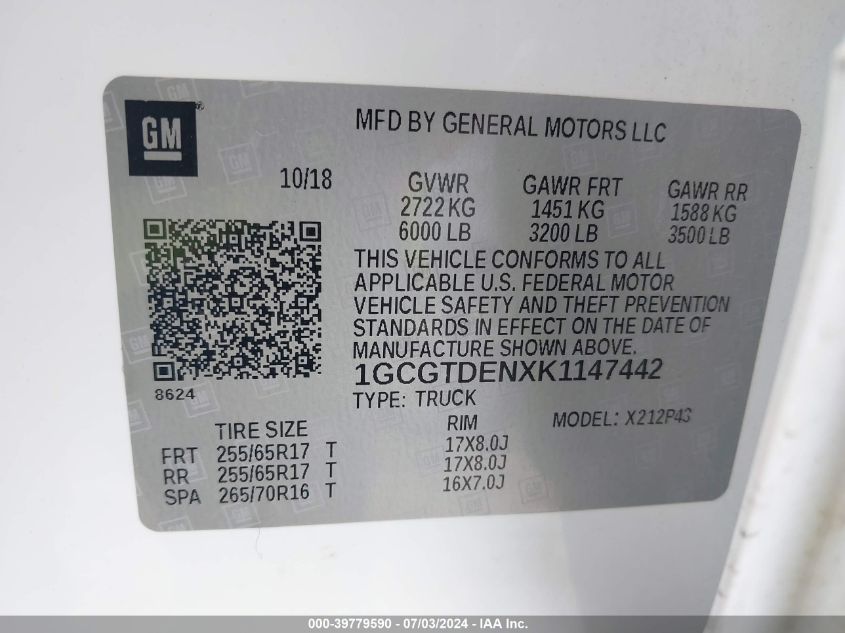 GM
MFD BY GENERAL MOTORS LLC
10/18
GVWR GAWR FRT GAWR RR
2722 KG 1451 KG 1588 KG
6000 LB 3200 LB 3500 LB
THIS VEHICLE CONFORMS TO ALL
APPLICABLE U.S. FEDERAL MOTOR
VEHICLE SAFETY AND THEFT PREVENTION
STANDARDS IN EFFECT ON THE DATE OF
MANUFACTURE SHOWN ABOVE.
8624
1GCGTDENXK1147442
TYPE: TRUCK
TIRE SIZE RIM MODEL: X212P43
FRT 255/65R17 T 17X8.0J
RR 255/65R17 T 17X8.0J
SPA 265/70R16 T 16X7.0J
000-39779590 - 07/03/2024 - IAA Inc.